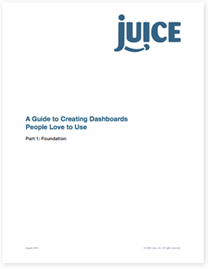 juice
A Guide to Creating Dashboards
People Love to Use
Part 1: Foundation